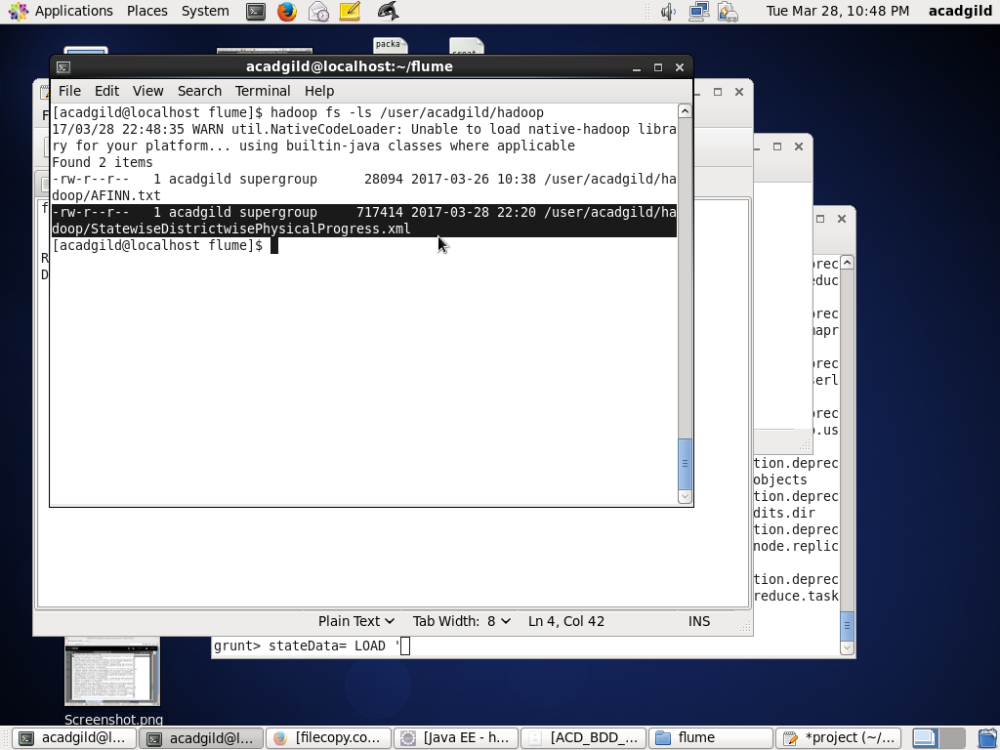 Applications Places System Tue Mar 28, 10:48 PM acadgild
packa
acadgild@localhost:~/flume
File Edit View Search Terminal Help
[acadgild@localhost flume]$ hadoop fs -ls /user/acadgild/hadoop
17/03/28 22:48:35 WARN util.NativeCodeLoader: Unable to load native-hadoop libra
ry for your platform... using builtin-java classes where applicable
Found 2 items
-rw-r--r-- 1 acadgild supergroup 28094 2017-03-26 10:38 /user/acadgild/ha
doop/AFINN.txt
-rw-r--r-- 1 acadgild supergroup 717414 2017-03-28 22:20 /user/acadgild/ha
doop/StatewiseDistrictwisePhysicalProgress.xml
[acadgild@localhost flume]$
prec
educ
prec
mapr
prec
serl
prec
.us
tion.deprec
objects
tion.deprec
dits.dir
tion.deprec
node.replic
tion.deprec
reduce.task
Plain Text Tab Width: 8 Ln 4, Col 42 INS
grunt> stateData= LOAD '
Screenshot.png
acadgild@l... acadgild@l... [filecopy.co... [Java EE - h... [ACD_BDD_... flume *project (~/...